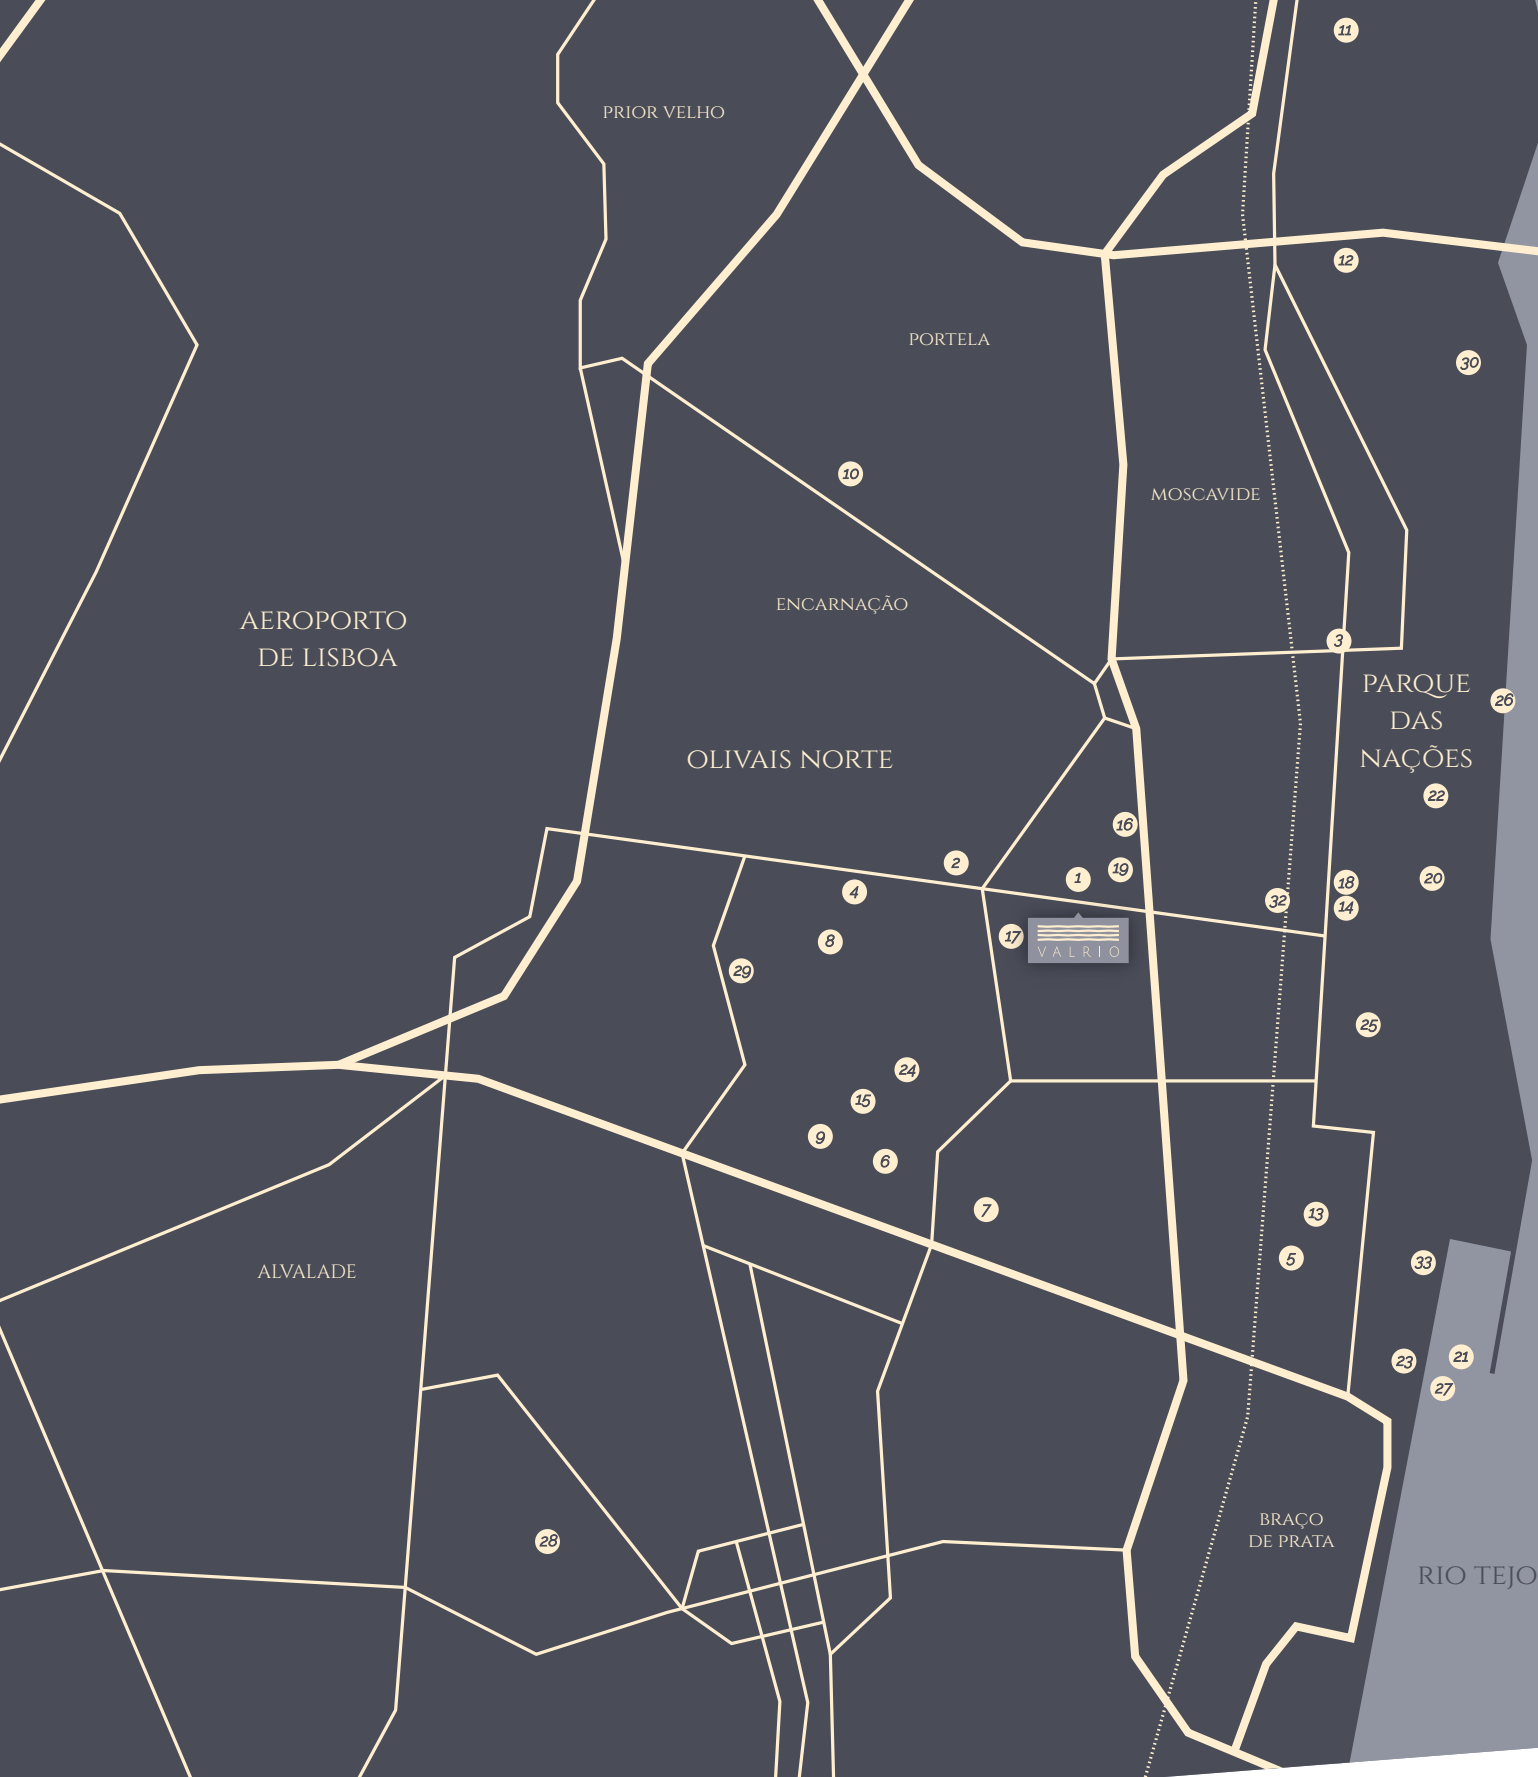 11
PRIOR VELHO
12
PORTELA
30
10
MOSCAVIDE
ENCARNAÇÃO
AEROPORTO
DE LISBOA
3
PARQUE
DAS
NAÇÕES
26
OLIVAIS NORTE
22
16
2
19
1
4
18
20
32
14
17
8
VALRIO
29
25
24
15
9
6
7
13
5
33
ALVALADE
23
21
27
28
BRAÇO
DE PRATA
RIO TEJO